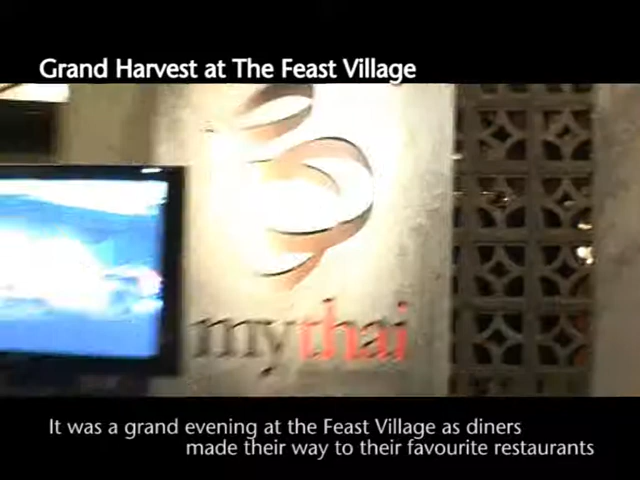 Grand Harvest at The Feast Village
mythai
It was a grand evening at the Feast Village as diners
made their way to their favourite restaurants